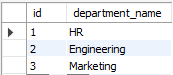 id department_name
1 HR
2 Engineering
3 Marketing